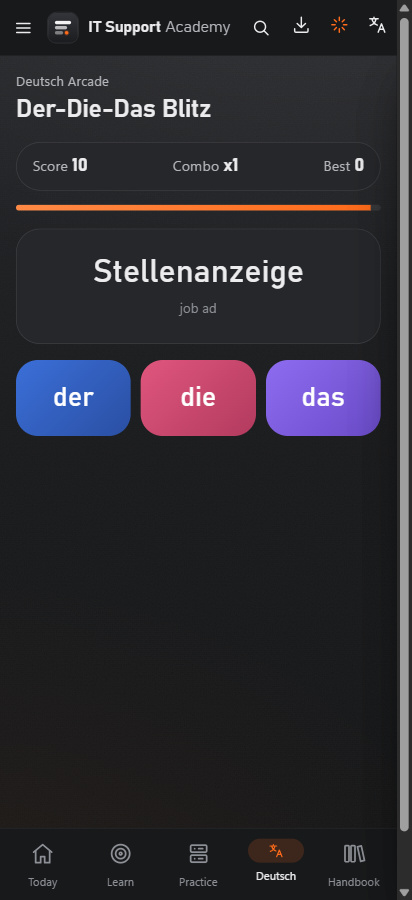 IT Support Academy
Deutsch Arcade
Der-Die-Das Blitz
Score 10 Combo x1 Best 0
Stellenanzeige
job ad
der die das
Today Learn Practice Deutsch Handbook